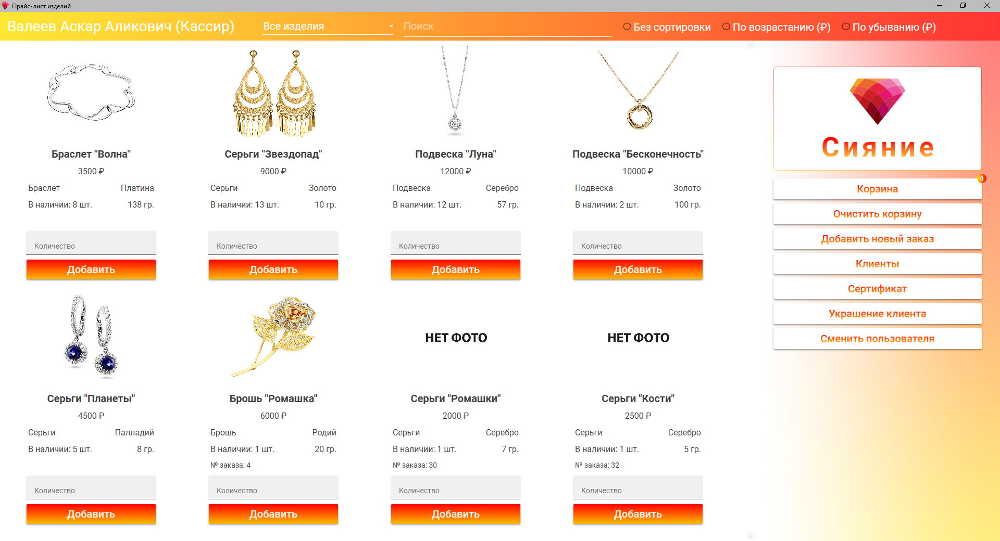 Прайс-лист изделий
Валеев Аскар Аликович (Кассир)
Все изделия
Поиск
Без сортировки
По возрастанию (₽)
По убыванию (₽)
Браслет "Волна"
3500 ₽
Браслет Платина
В наличии: 8 шт. 138 гр.
Количество
Добавить
Серьги "Звездопад"
9000 ₽
Серьги Золото
В наличии: 13 шт. 10 гр.
Количество
Добавить
Подвеска "Луна"
12000 ₽
Подвеска Серебро
В наличии: 12 шт. 57 гр.
Количество
Добавить
Подвеска "Бесконечность"
10000 ₽
Подвеска Золото
В наличии: 2 шт. 100 гр.
Количество
Добавить
Серьги "Планеты"
4500 ₽
Серьги Палладий
В наличии: 5 шт. 8 гр.
Количество
Добавить
Брошь "Ромашка"
6000 ₽
Брошь Родий
В наличии: 1 шт. 20 гр.
№ заказа: 4
Количество
Добавить
НЕТ ФОТО
Серьги "Ромашки"
2000 ₽
Серьги Серебро
В наличии: 1 шт. 7 гр.
№ заказа: 30
Количество
Добавить
НЕТ ФОТО
Серьги "Кости"
2500 ₽
Серьги Серебро
В наличии: 1 шт. 5 гр.
№ заказа: 32
Количество
Добавить
Сияние
0
Корзина
Очистить корзину
Добавить новый заказ
Клиенты
Сертификат
Украшение клиента
Сменить пользователя